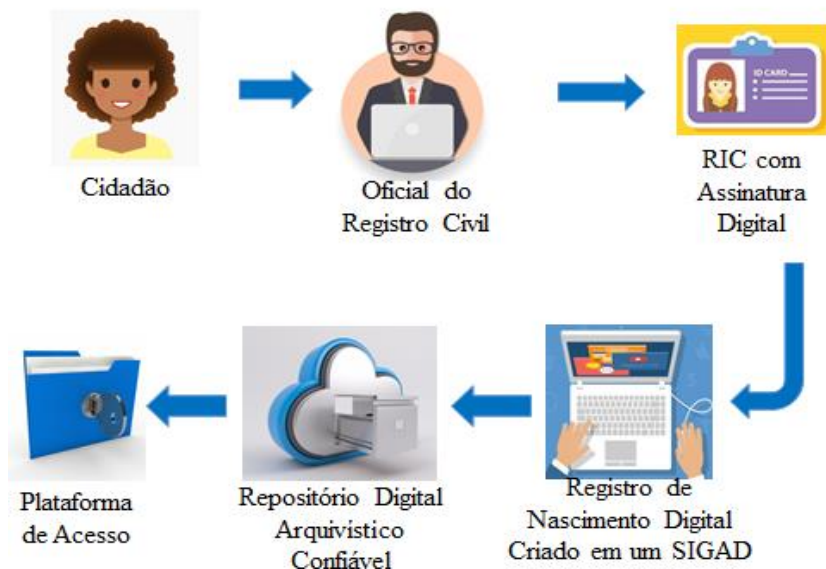 Cidadão
Oficial do
Registro Civil
ID CARD
RIC com
Assinatura
Digital
Plataforma
de Acesso
Repositório Digital
Arquivístico
Confiável
Registro de
Nascimento Digital
Criado em um SIGAD